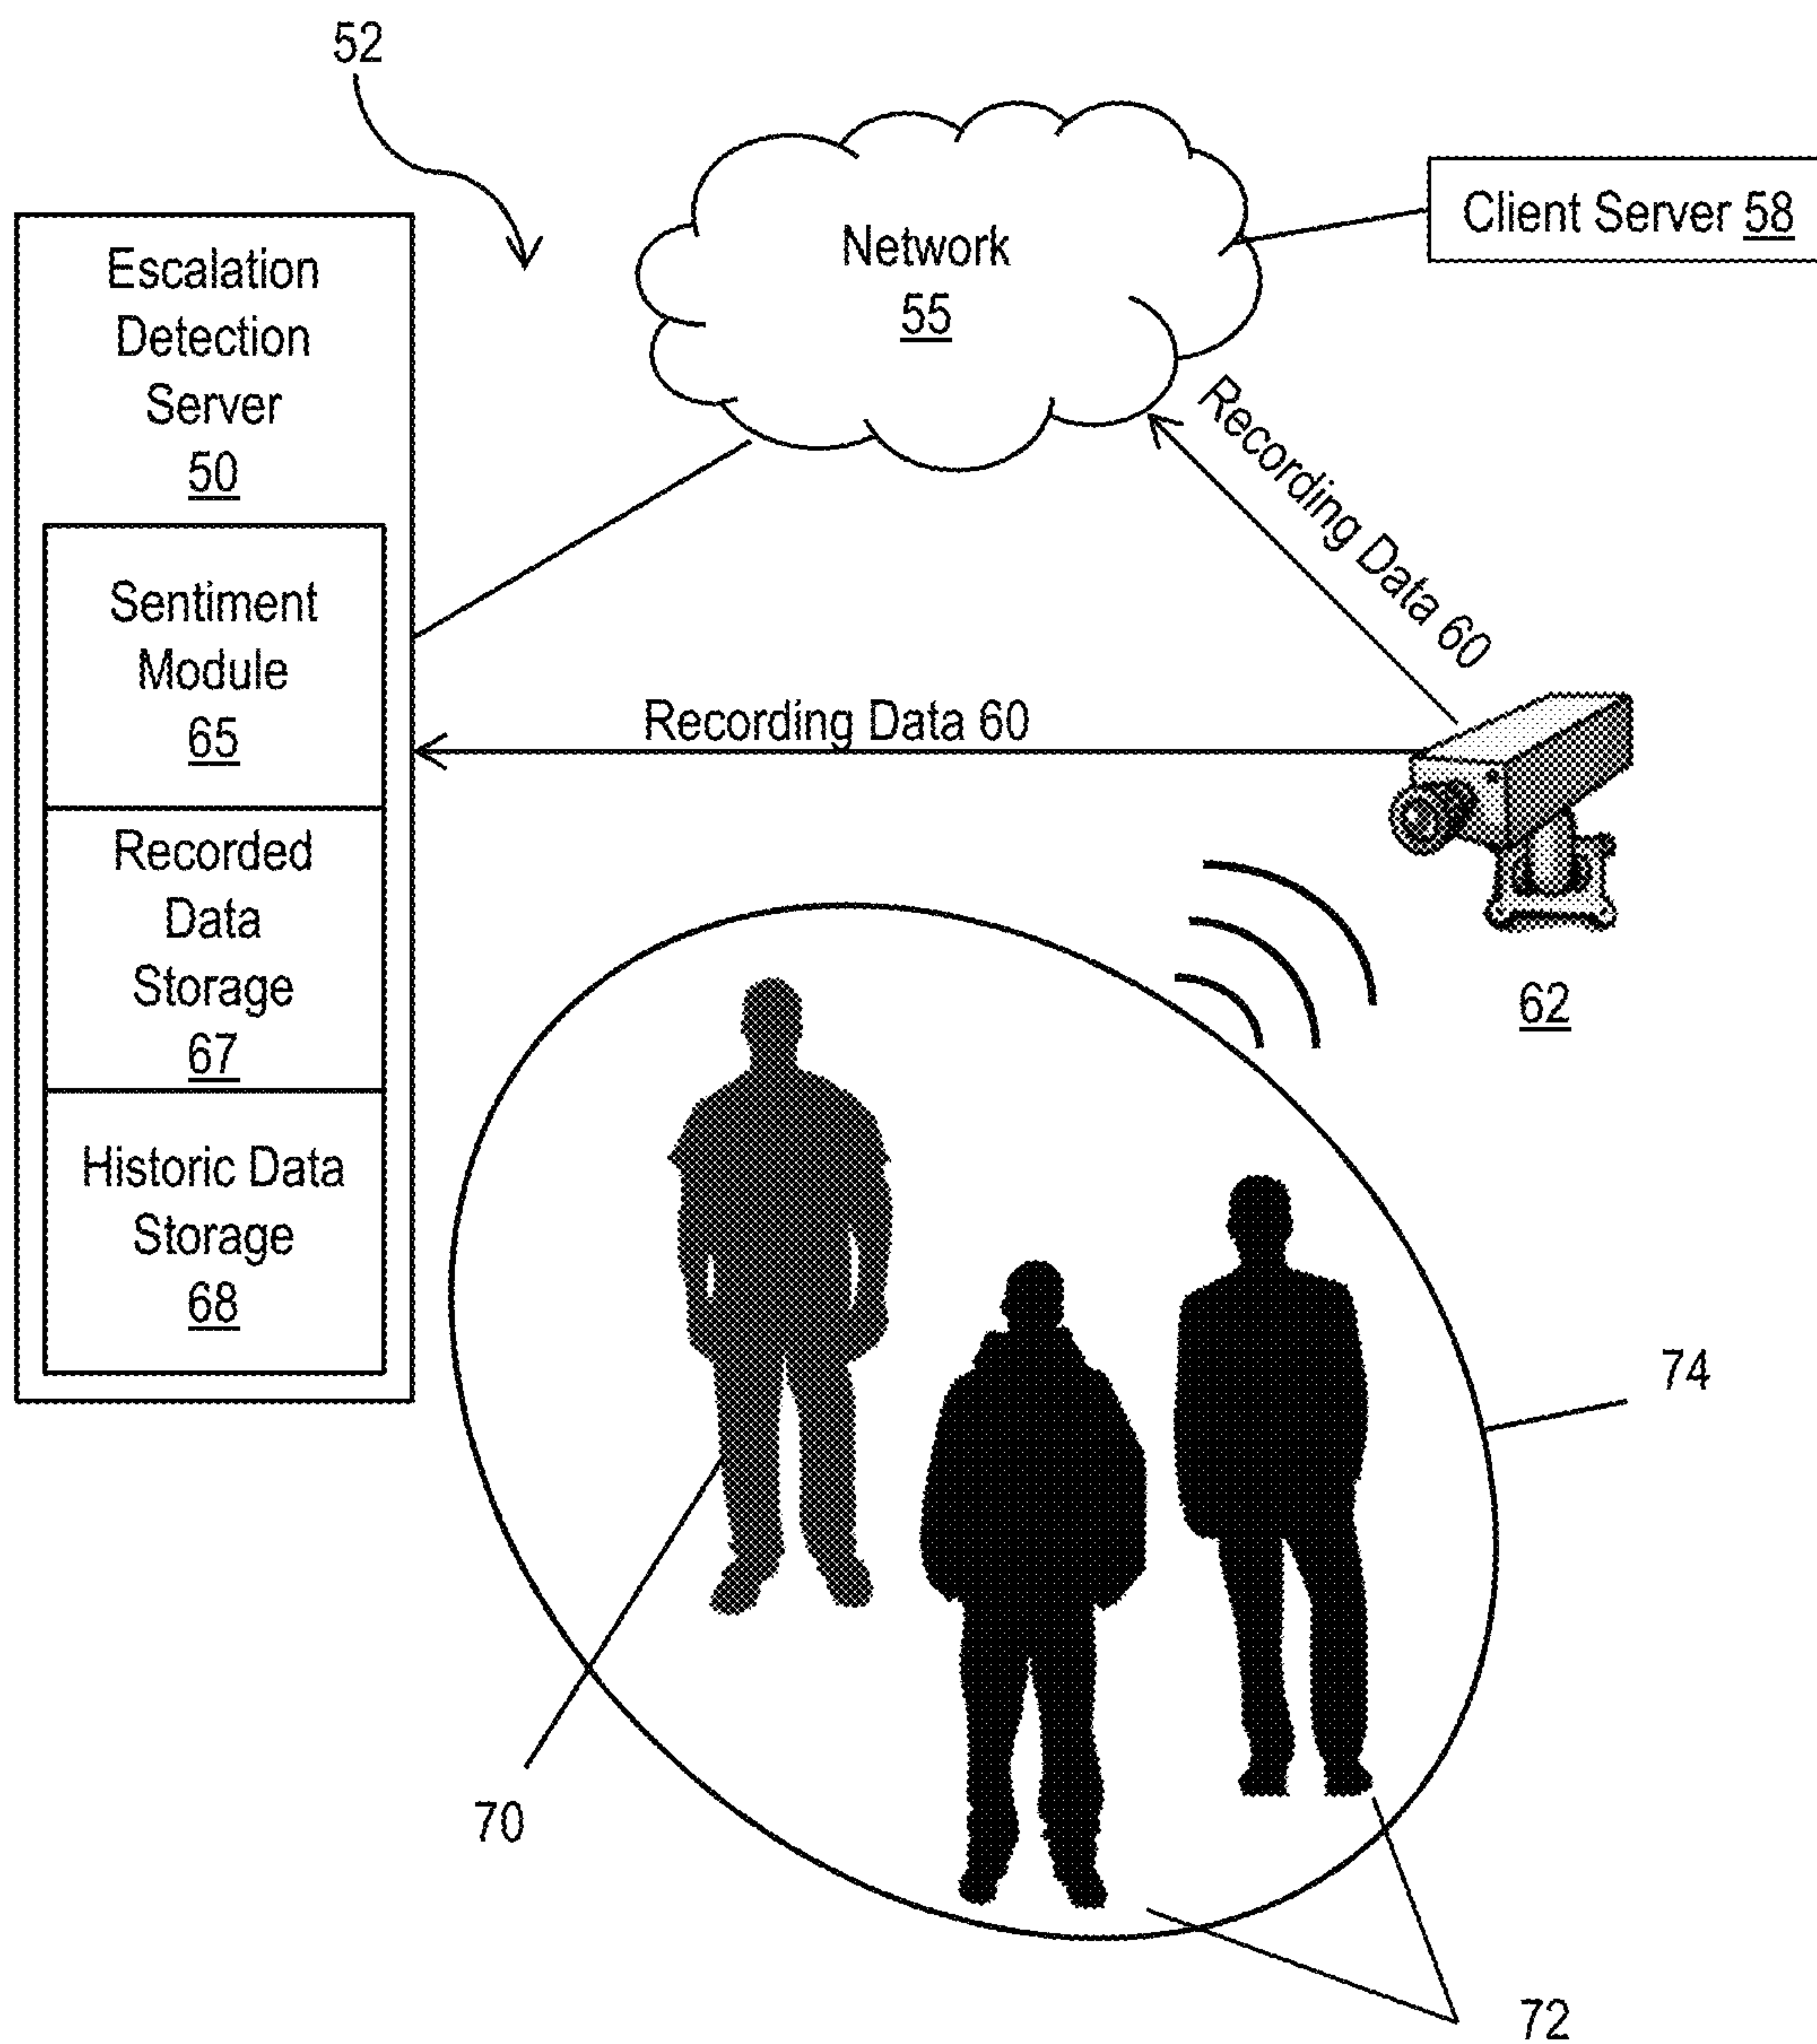 52
Network
55
Client Server 58
Escalation
Detection
Server
50
Sentiment
Module
65
Recorded
Data
Storage
67
Historic Data
Storage
68
Recording Data 60
Recording Data 60
62
74
70
72